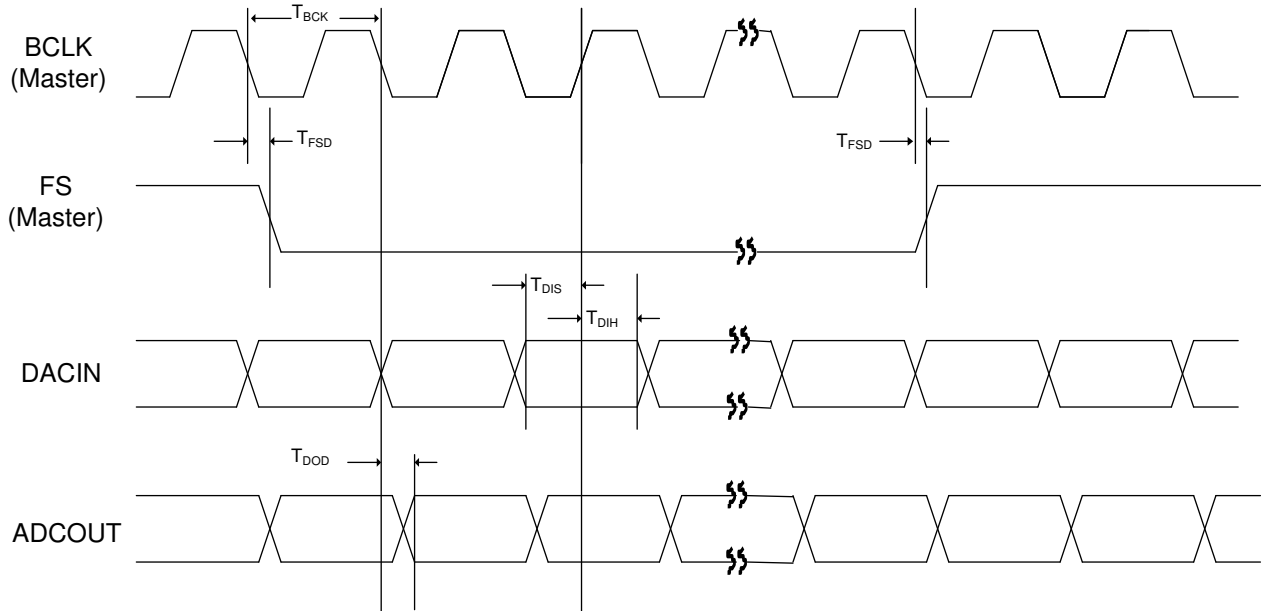 T_BCK
BCLK
(Master)
T_FSD
T_FSD
FS
(Master)
T_DIS
T_DIH
DACIN
T_DOD
ADCOUT